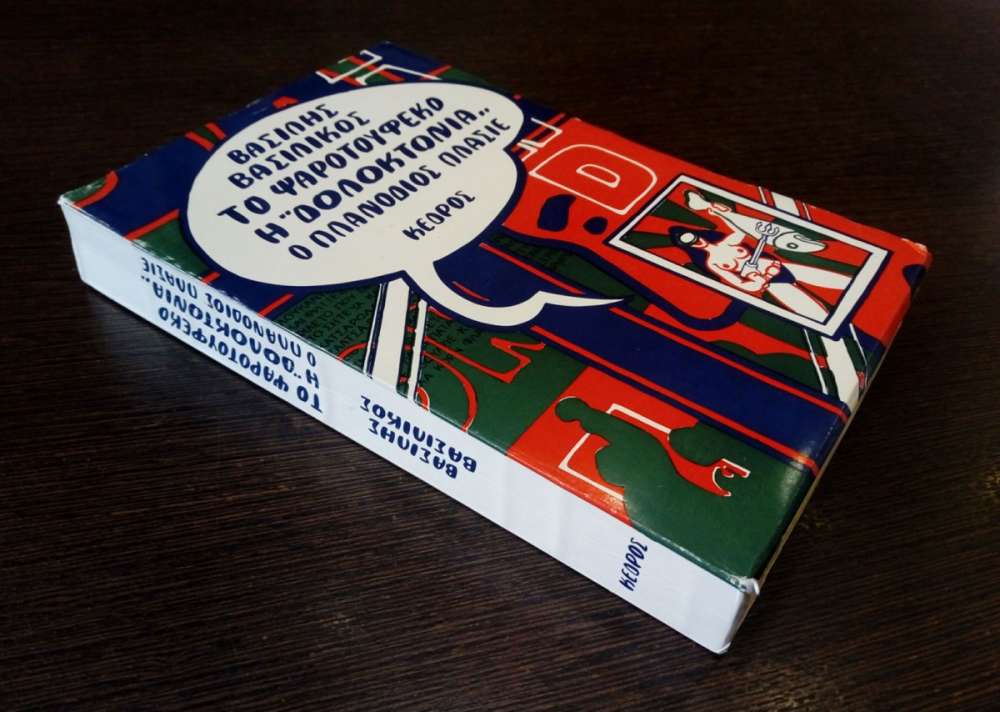 ΒΑΣΙΛΗΣ
ΒΑΣΙΛΙΚΟΣ
ΤΟ ΨΑΡΟΤΟΥΦΕΚΟ
Η "ΔΟΛΟΚΤΟΝΙΑ"
Ο ΠΛΑΝΟΔΙΟΣ ΠΛΑΣΙΕ
ΚΕΔΡΟΣ
D
ΒΑΣΙΛΗΣ
ΒΑΣΙΛΙΚΟΣ
ΤΟ ΨΑΡΟΤΟΥΦΕΚΟ
Η "ΔΟΛΟΚΤΟΝΙΑ"
Ο ΠΛΑΝΟΔΙΟΣ ΠΛΑΣΙΕ
ΚΕΔΡΟΣ